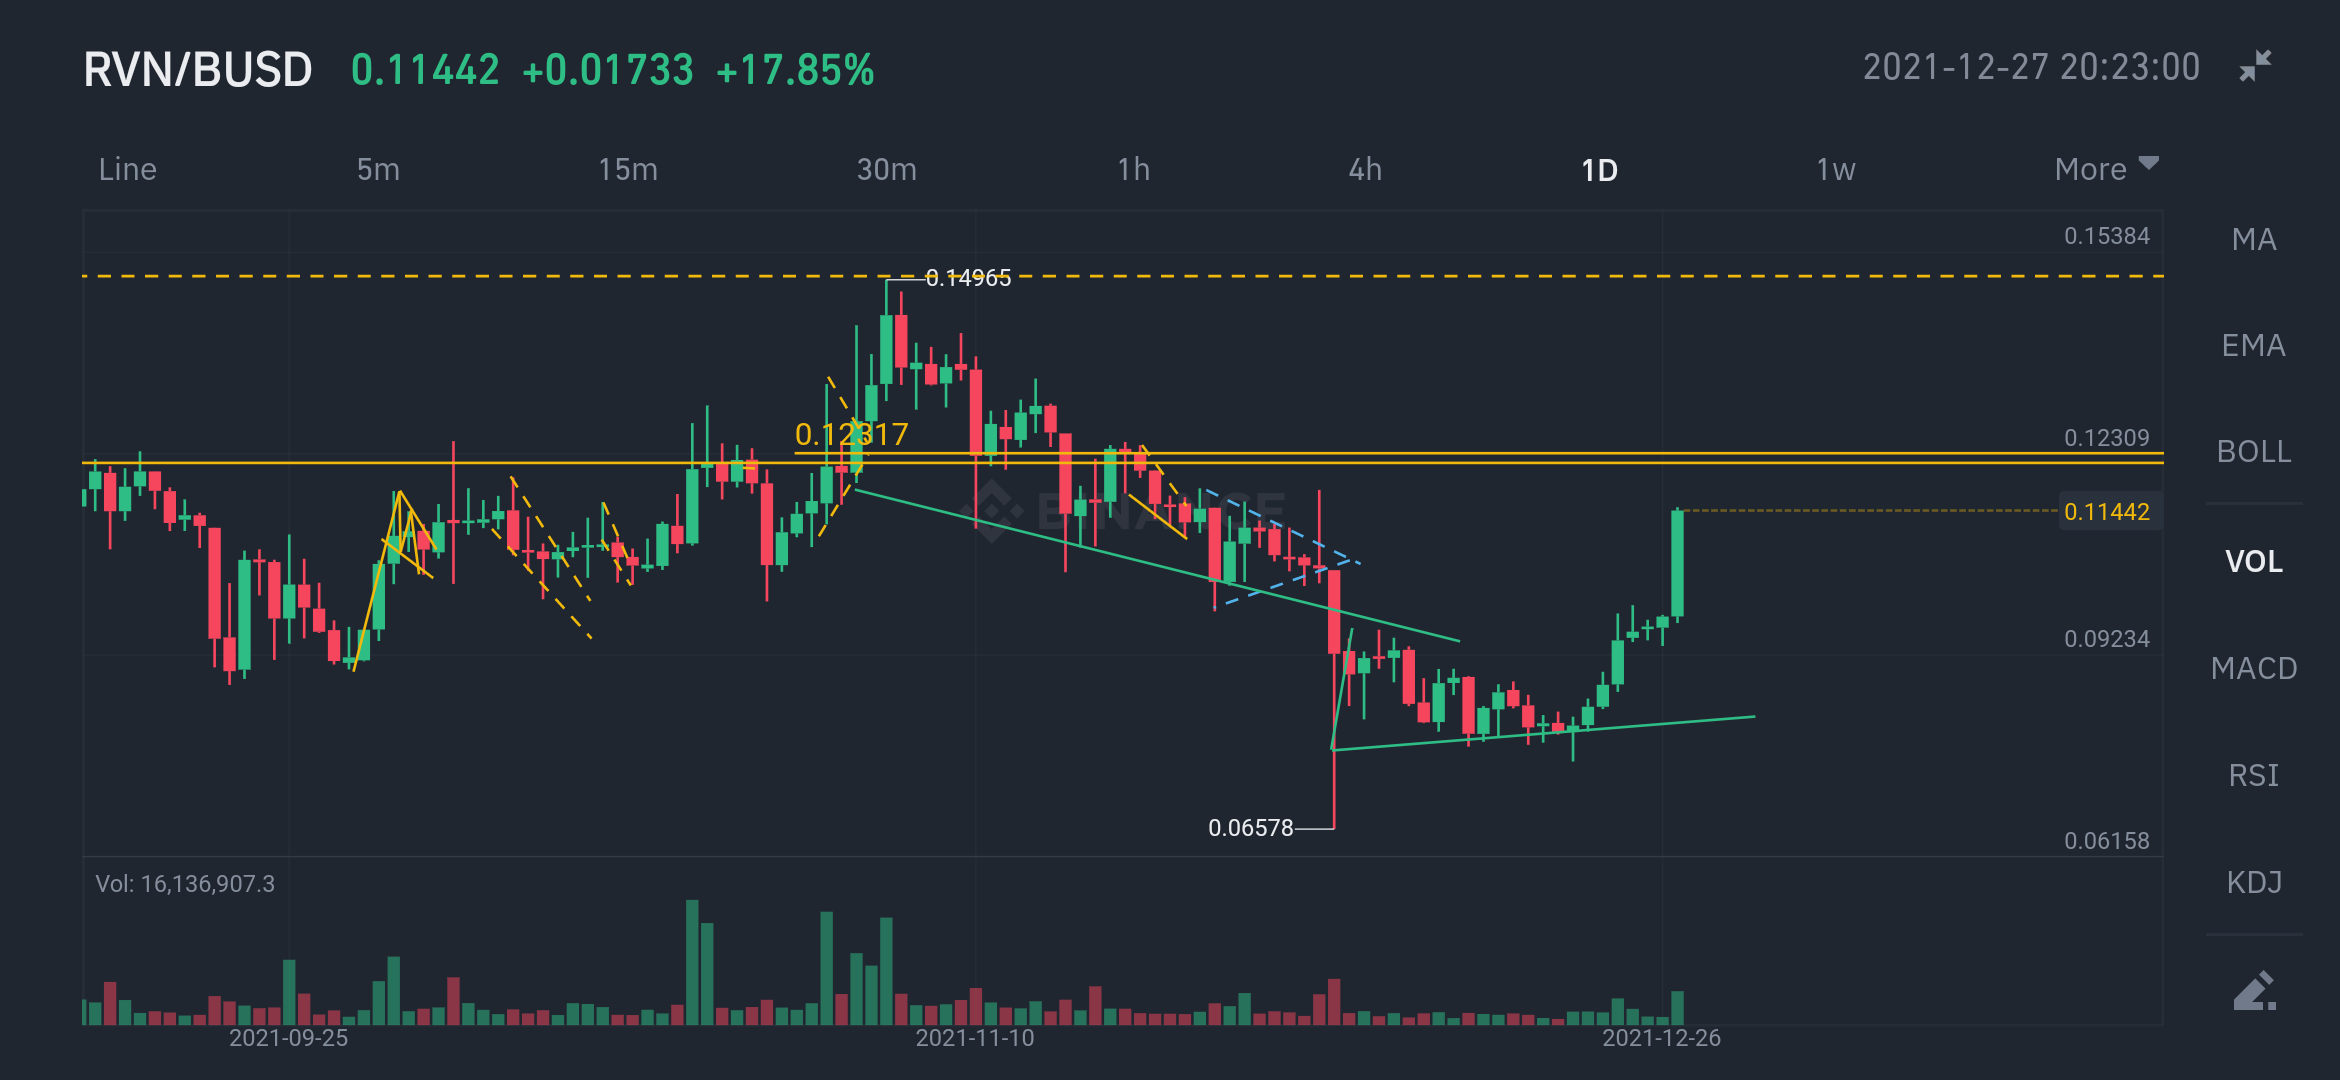 RVN/BUSD 0.11442 +0.01733 +17.85% 2021-12-27 20:23:00
Line 5m 15m 30m 1h 4h 1D 1w More
0.15384
MA
0.14965
EMA
0.12317
0.12309
BOLL
BINANCE
0.11442
VOL
0.09234
MACD
RSI
0.06578
0.06158
Vol: 16,136,907.3
KDJ
2021-09-25 2021-11-10 2021-12-26